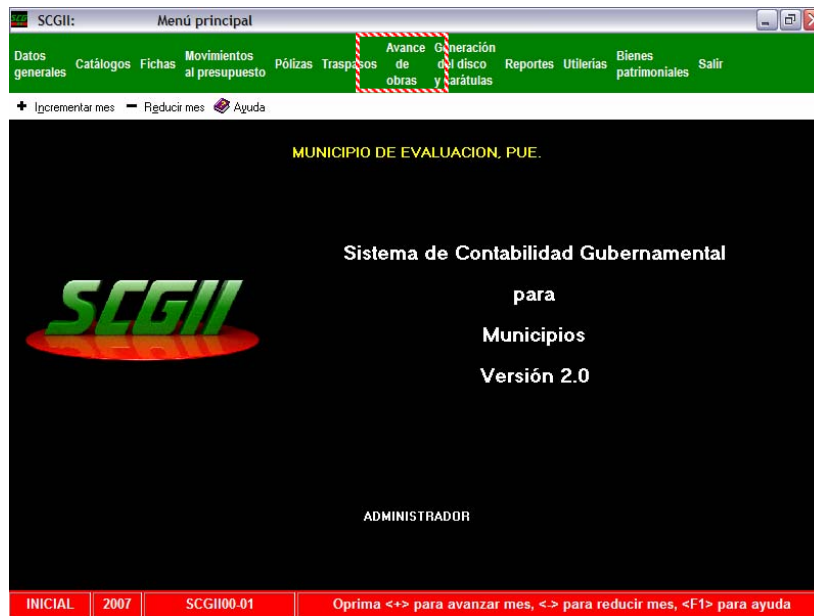 SCGII: Menú principal
Datos generales
Catálogos
Fichas
Movimientos al presupuesto
Pólizas
Traspasos
Avance de obras
Generación del disco y carátulas
Reportes
Utilerias
Bienes patrimoniales
Salir
Incrementar mes
Reducir mes
Ayuda
MUNICIPIO DE EVALUACION, PUE.
Sistema de Contabilidad Gubernamental
para
Municipios
Versión 2.0
SCGII
ADMINISTRADOR
INICIAL 2007 SCGII00-01 Oprima <+> para avanzar mes, <-> para reducir mes, <F1> para ayuda